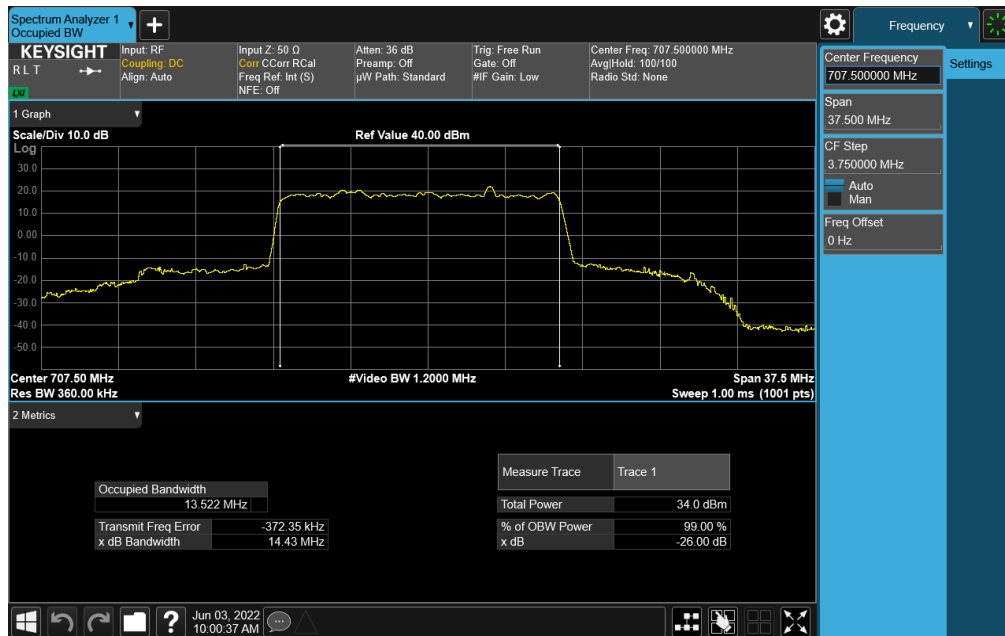 Spectrum Analyzer 1
Occupied BW
Frequency
KEYSIGHT
R L T
LXI
Input: RF
Coupling: DC
Align: Auto
Input Z: 50 Ω
Corr CCorr RCal
Freq Ref: Int (S)
NFE: Off
Atten: 36 dB
Preamp: Off
µW Path: Standard
Trig: Free Run
Gate: Off
#IF Gain: Low
Center Freq: 707.500000 MHz
Avg|Hold: 100/100
Radio Std: None
Center Frequency
707.500000 MHz
Settings
Span
37.500 MHz
CF Step
3.750000 MHz
Auto
Man
Freq Offset
0 Hz
1 Graph
Scale/Div 10.0 dB
Ref Value 40.00 dBm
Log
30.0
20.0
10.0
0.00
-10.0
-20.0
-30.0
-40.0
-50.0
Center 707.50 MHz
#Video BW 1.2000 MHz
Span 37.5 MHz
Res BW 360.00 kHz
Sweep 1.00 ms (1001 pts)
2 Metrics
Measure Trace Trace 1
Occupied Bandwidth
13.522 MHz
Total Power 34.0 dBm
Transmit Freq Error -372.35 kHz
% of OBW Power 99.00 %
x dB Bandwidth 14.43 MHz
x dB -26.00 dB
?
Jun 03, 2022
10:00:37 AM